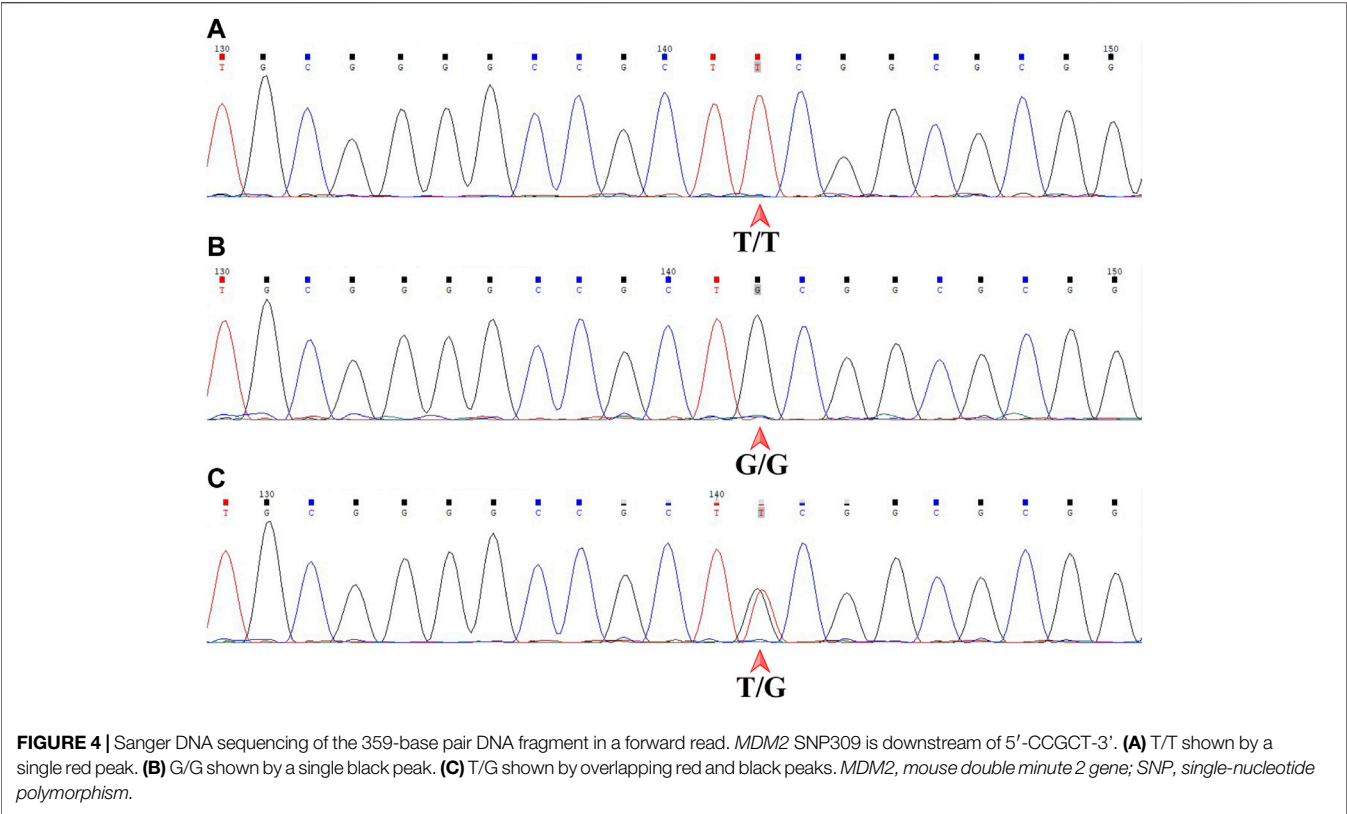 A
130 140 150
T G C G G G G C C G C T T C G G C G C G G
T/T
B
130 140 150
T G C G G G G C C G C T G C G G C G C G G
G/G
C
130 140
T G C G G G G C C G C T T C G G C G C G G
T/G
FIGURE 4 | Sanger DNA sequencing of the 359-base pair DNA fragment in a forward read. MDM2 SNP309 is downstream of 5′-CCGCT-3’. (A) T/T shown by a
single red peak. (B) G/G shown by a single black peak. (C) T/G shown by overlapping red and black peaks. MDM2, mouse double minute 2 gene; SNP, single-nucleotide
polymorphism.